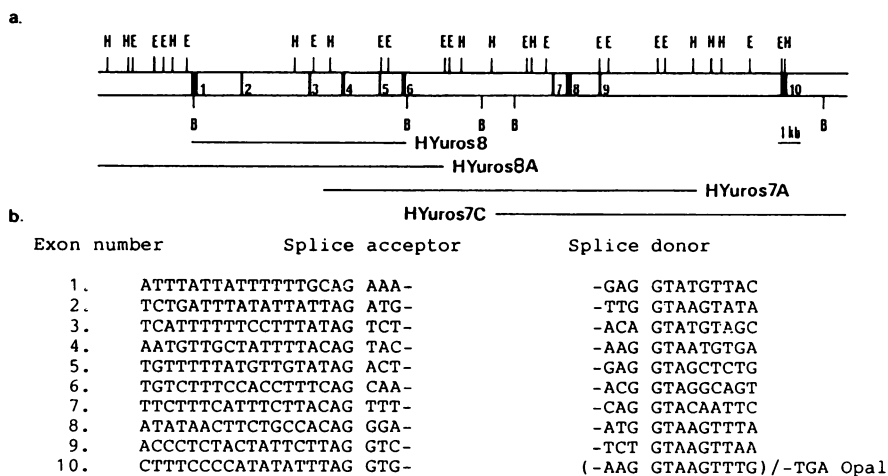 a.
H HE EEH E H E H EE EEH H EH E EE EE H HH E EH
1 2 3 4 5 6 7 8 9 10
B B B B 1 kb B
HYuros8
HYuros8A
HYuros7A
HYuros7C
b.
Exon number Splice acceptor Splice donor
1. ATTTATTATTTTTTGCAG AAA- -GAG GTATGTTAC
2. TCTGATTTATATTATTAG ATG- -TTG GTAAGTATA
3. TCATTTTTTCCTTTATAG TCT- -ACA GTATGTAGC
4. AATGTTGCTATTTTACAG TAC- -AAG GTAATGTGA
5. TGTTTTTATGTTGTATAG ACT- -GAG GTAGCTCTG
6. TGTCTTTCCACCTTTCAG CAA- -ACG GTAGGCAGT
7. TTCTTTCATTTCTTACAG TTT- -CAG GTACAATTC
8. ATATAACTTCTGCCACAG GGA- -ATG GTAAGTTTA
9. ACCCTCTACTATTCTTAG GTC- -TCT GTAAGTTAA
10. CTTTCCCCATATATTTAG GTG- (-AAG GTAAGTTTG)/-TGA Opal